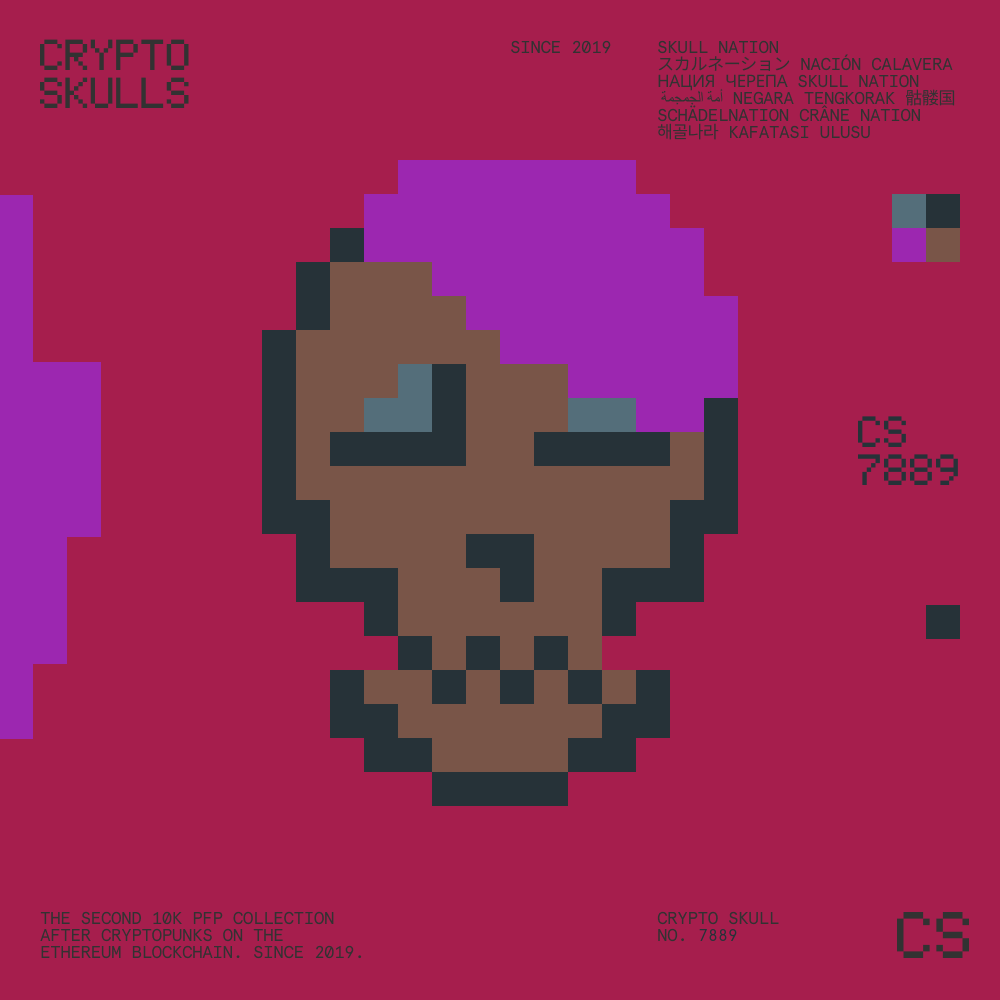 CRYPTO
SKULLS
SINCE 2019
SKULL NATION
スカルネーション NACIÓN CALAVERA
НАЦИЯ ЧЕРЕПА SKULL NATION
أمة الجمجمة NEGARA TENGKORAK 骷髅国
SCHÄDELNATION CRÂNE NATION
해골나라 KAFATASI ULUSU
CS
7889
THE SECOND 10K PFP COLLECTION
AFTER CRYPTOPUNKS ON THE
ETHEREUM BLOCKCHAIN. SINCE 2019.
CRYPTO SKULL
NO. 7889
CS